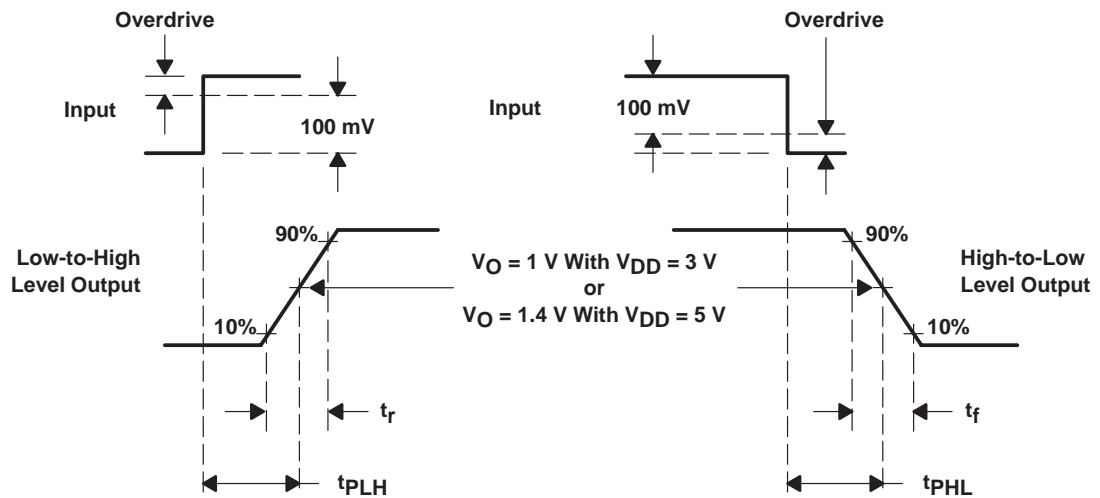 Overdrive
Overdrive
Input
100 mV
Input
100 mV
Low-to-High
Level Output
90%
10%
VO = 1 V With VDD = 3 V
or
VO = 1.4 V With VDD = 5 V
90%
10%
High-to-Low
Level Output
tr
tf
tPLH
tPHL